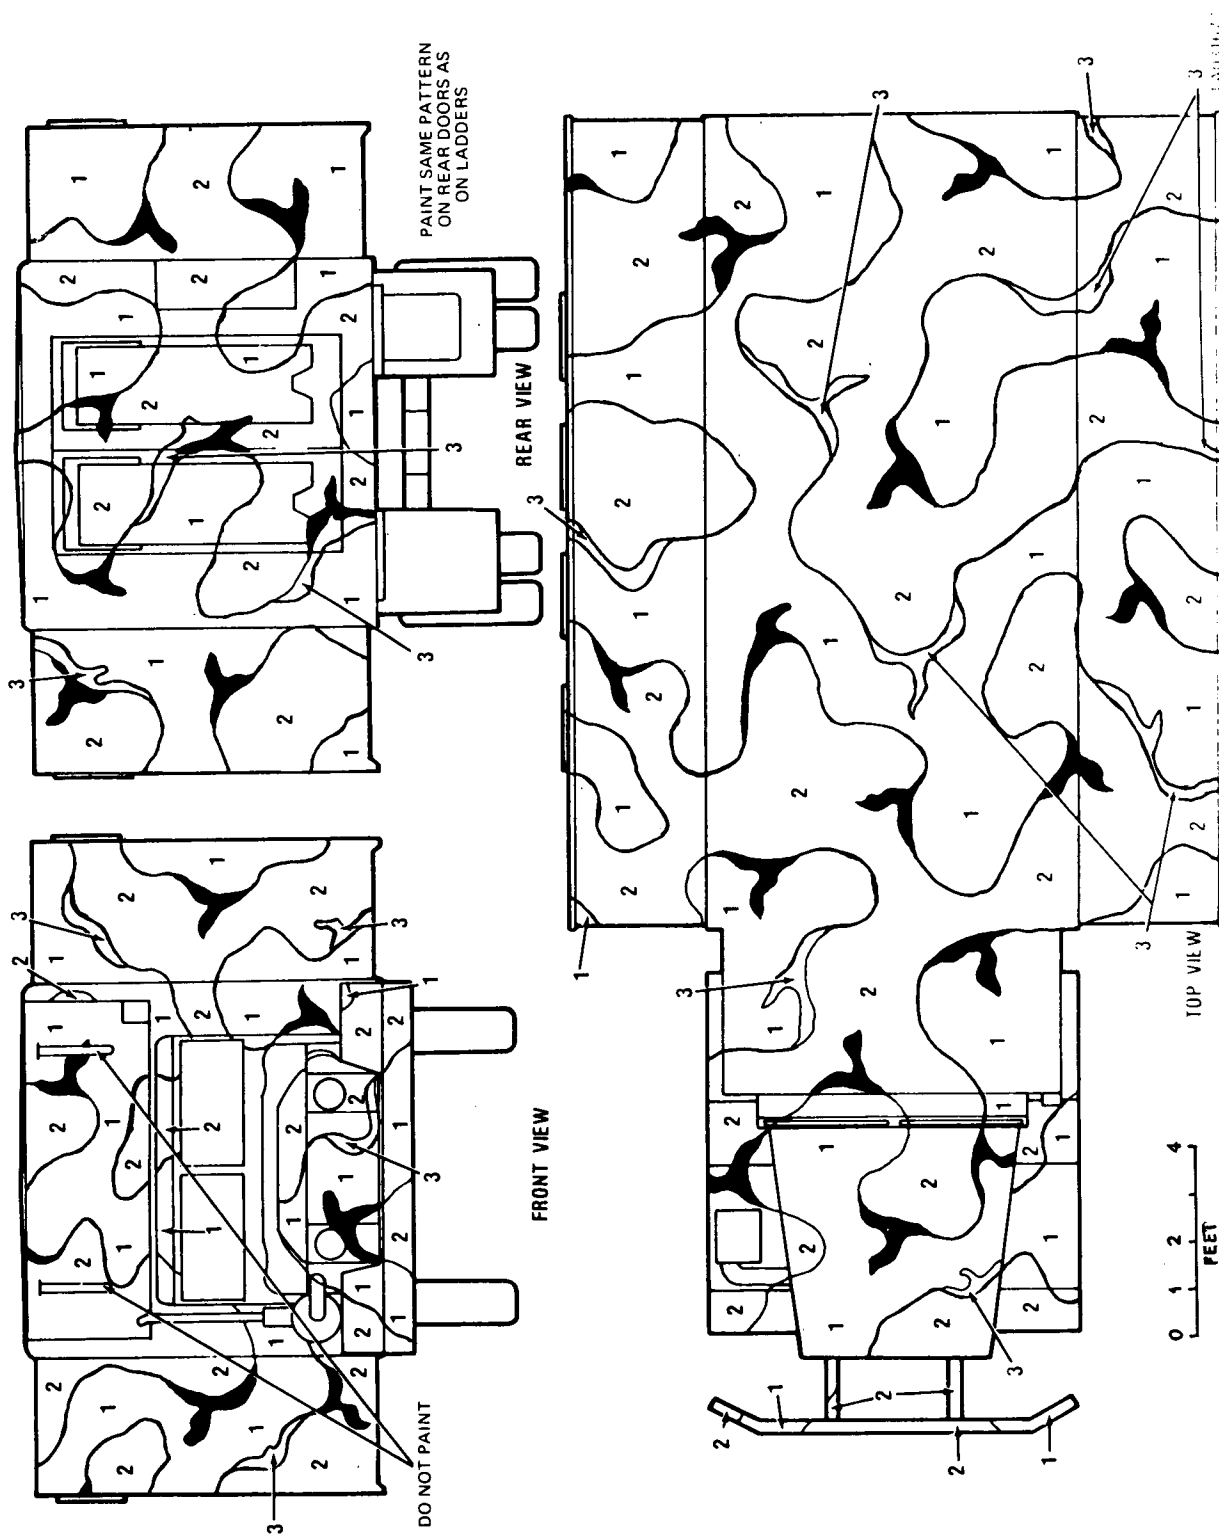 PAINT SAME PATTERN
ON REAR DOORS AS
ON LADDERS
REAR VIEW
FRONT VIEW
DO NOT PAINT
TOP VIEW
0 1 2 4
FEET
1
2
3